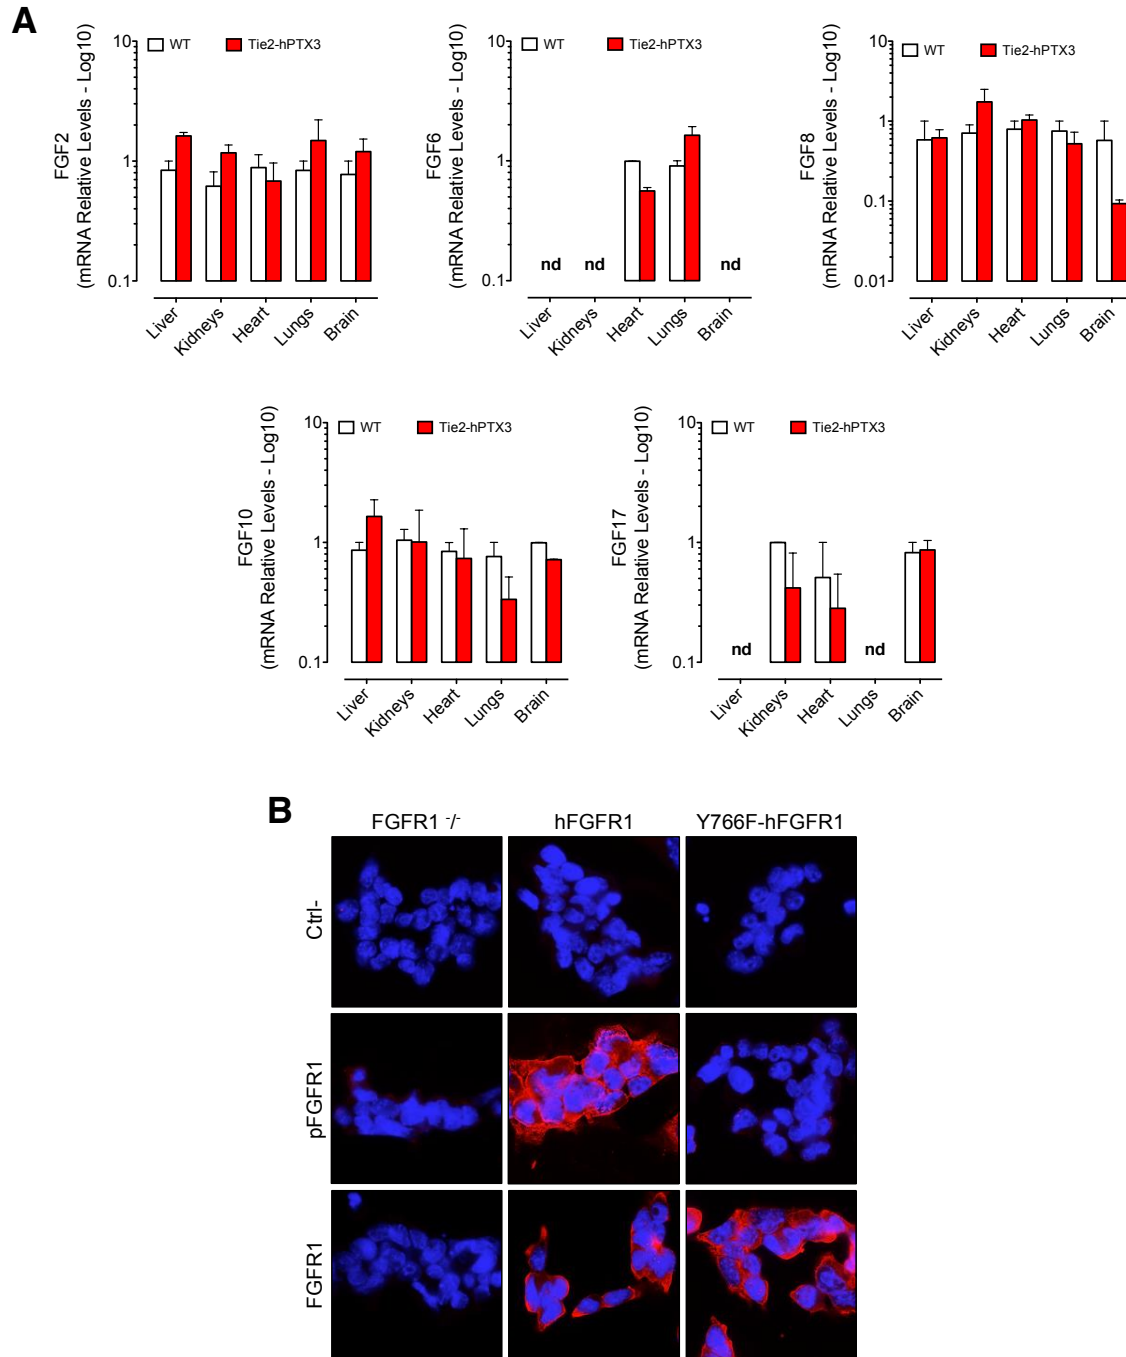 A
FGF2
(mRNA Relative Levels - Log10)
10
1
0.1
WT
Tie2-hPTX3
Liver
Kidneys
Heart
Lungs
Brain
FGF6
(mRNA Relative Levels - Log10)
10
1
0.1
WT
Tie2-hPTX3
nd
nd
nd
Liver
Kidneys
Heart
Lungs
Brain
FGF8
(mRNA Relative Levels - Log10)
10
1
0.1
0.01
WT
Tie2-hPTX3
Liver
Kidneys
Heart
Lungs
Brain
FGF10
(mRNA Relative Levels - Log10)
10
1
0.1
WT
Tie2-hPTX3
Liver
Kidneys
Heart
Lungs
Brain
FGF17
(mRNA Relative Levels - Log10)
10
1
0.1
WT
Tie2-hPTX3
nd
nd
Liver
Kidneys
Heart
Lungs
Brain
B
FGFR1 -/-
hFGFR1
Y766F-hFGFR1
Ctrl-
pFGFR1
FGFR1